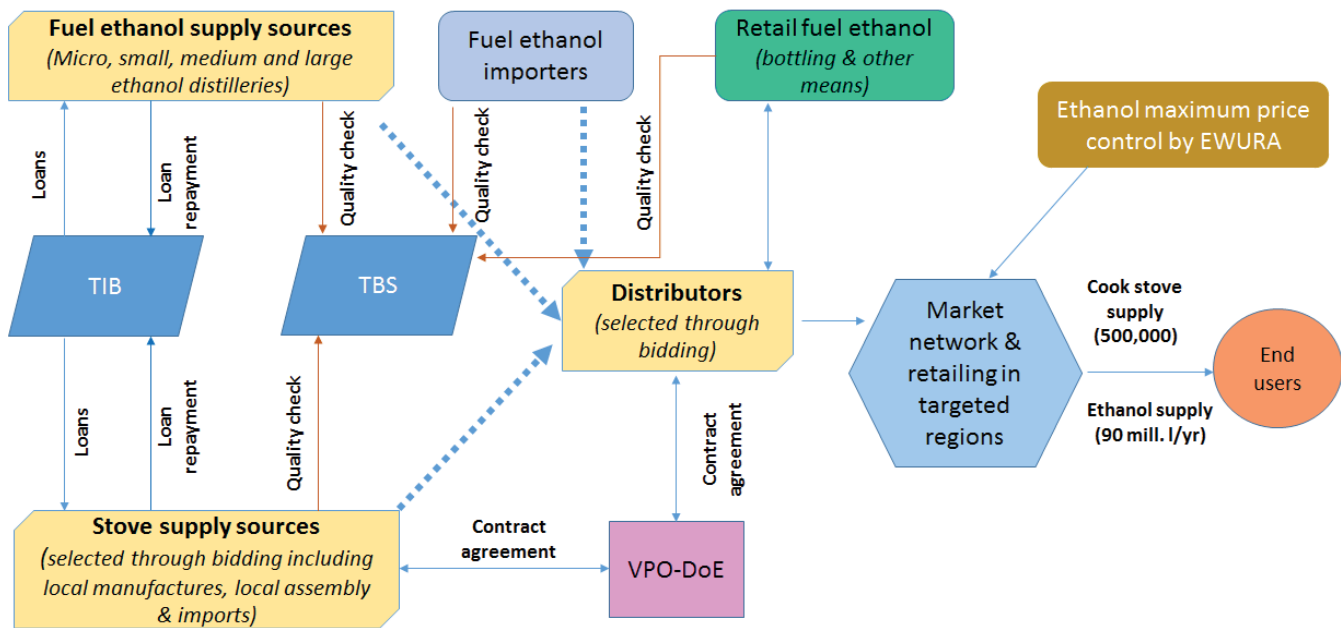 Fuel ethanol supply sources
(Micro, small, medium and large
ethanol distilleries)
Fuel ethanol
importers
Retail fuel ethanol
(bottling & other
means)
Ethanol maximum price
control by EWURA
Loans
Loan
repayment
Quality check
Quality check
Quality check
TIB
TBS
Distributors
(selected through
bidding)
Market
network &
retailing in
targeted
regions
Cook stove
supply
(500,000)
Ethanol supply
(90 mill. l/yr)
End
users
Loans
Loan
repayment
Quality check
Contract
agreement
Stove supply sources
(selected through bidding including
local manufactures, local assembly
& imports)
Contract
agreement
VPO-DoE